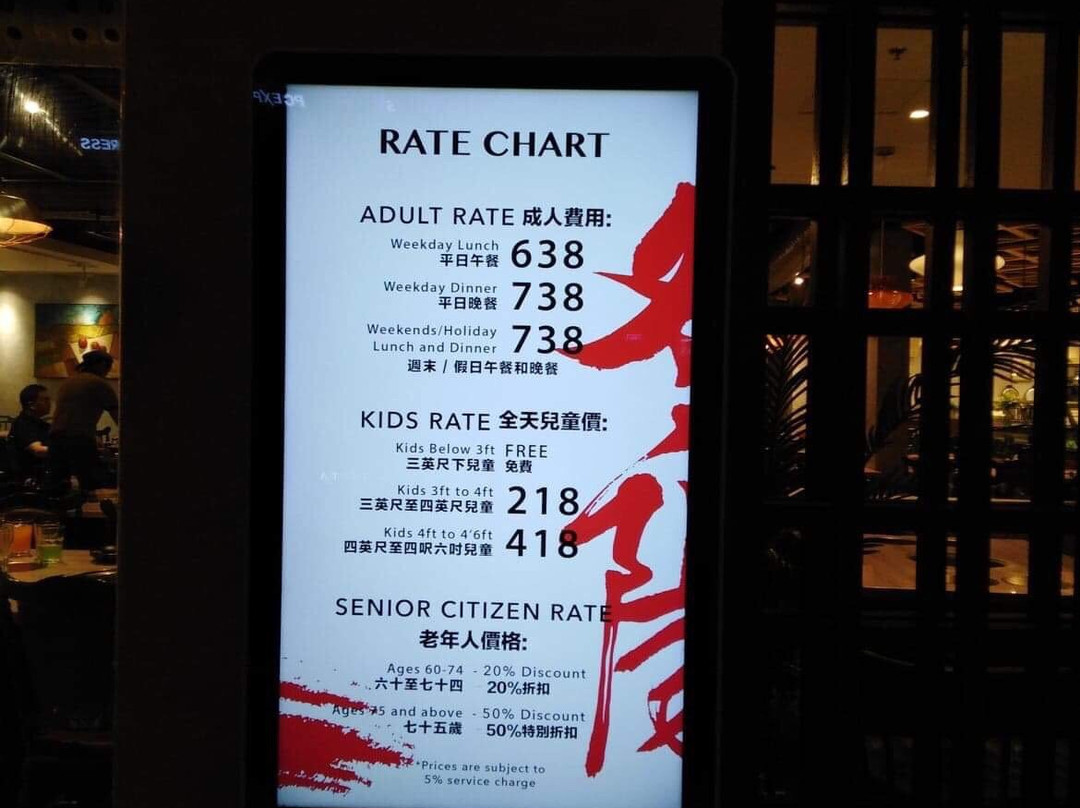 RATE CHART
ADULT RATE 成人費用:
Weekday Lunch 638
平日午餐
Weekday Dinner 738
平日晚餐
Weekends/Holiday 738
Lunch and Dinner
週末 / 假日午餐和晚餐
KIDS RATE 全天兒童價:
Kids Below 3ft FREE
三英尺下兒童 免費
Kids 3ft to 4ft 218
三英尺至四英尺兒童
Kids 4ft to 4'6ft 418
四英尺至四呎六吋兒童
SENIOR CITIZEN RATE
老年人價格:
Ages 60-74 - 20% Discount
六十至七十四 20%折扣
Ages 75 and above - 50% Discount
七十五歲 50%特別折扣
*Prices are subject to
5% service charge